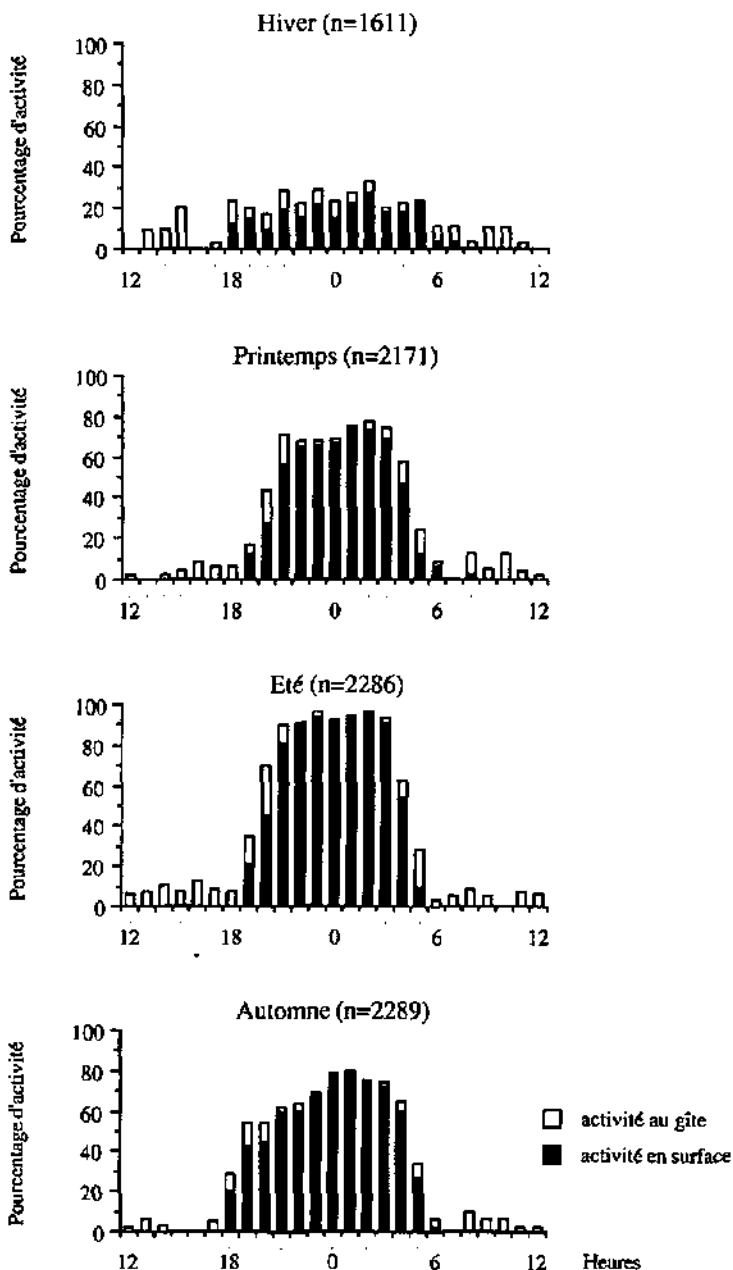 Hiver (n=1611)
Pourcentage d'activité
100
80
60
40
20
0
12 18 0 6 12
Printemps (n=2171)
Pourcentage d'activité
100
80
60
40
20
0
12 18 0 6 12
Eté (n=2286)
Pourcentage d'activité
100
80
60
40
20
0
12 18 0 6 12
Automne (n=2289)
Pourcentage d'activité
100
80
60
40
20
0
12 18 0 6 12 Heures
activité au gîte
activité en surface